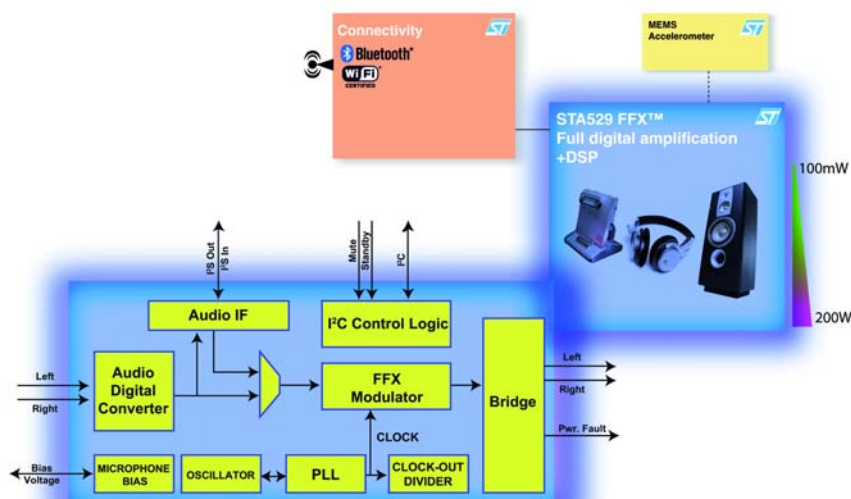 Connectivity
ST
Bluetooth®
Wi Fi
CERTIFIED
MEMS
Accelerometer
ST
STA529 FFX™
Full digital amplification
+DSP
ST
100mW
200W
I²S Out
I²S In
Mute
Standby
I²C
Audio IF
I²C Control Logic
Audio
Digital
Converter
FFX
Modulator
Bridge
Left
Right
Left
Right
Pwr. Fault
CLOCK
Bias
Voltage
MICROPHONE
BIAS
OSCILLATOR
PLL
CLOCK-OUT
DIVIDER